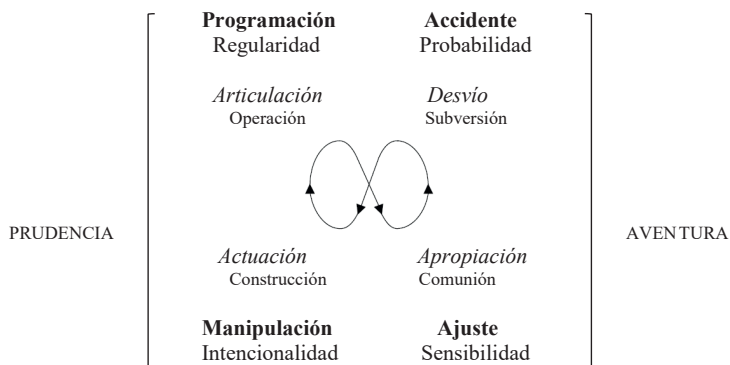 Programación Accidente
Regularidad Probabilidad
Articulación Desvío
Operación Subversión
PRUDENCIA AVENTURA
Actuación Apropiación
Construcción Comunión
Manipulación Ajuste
Intencionalidad Sensibilidad